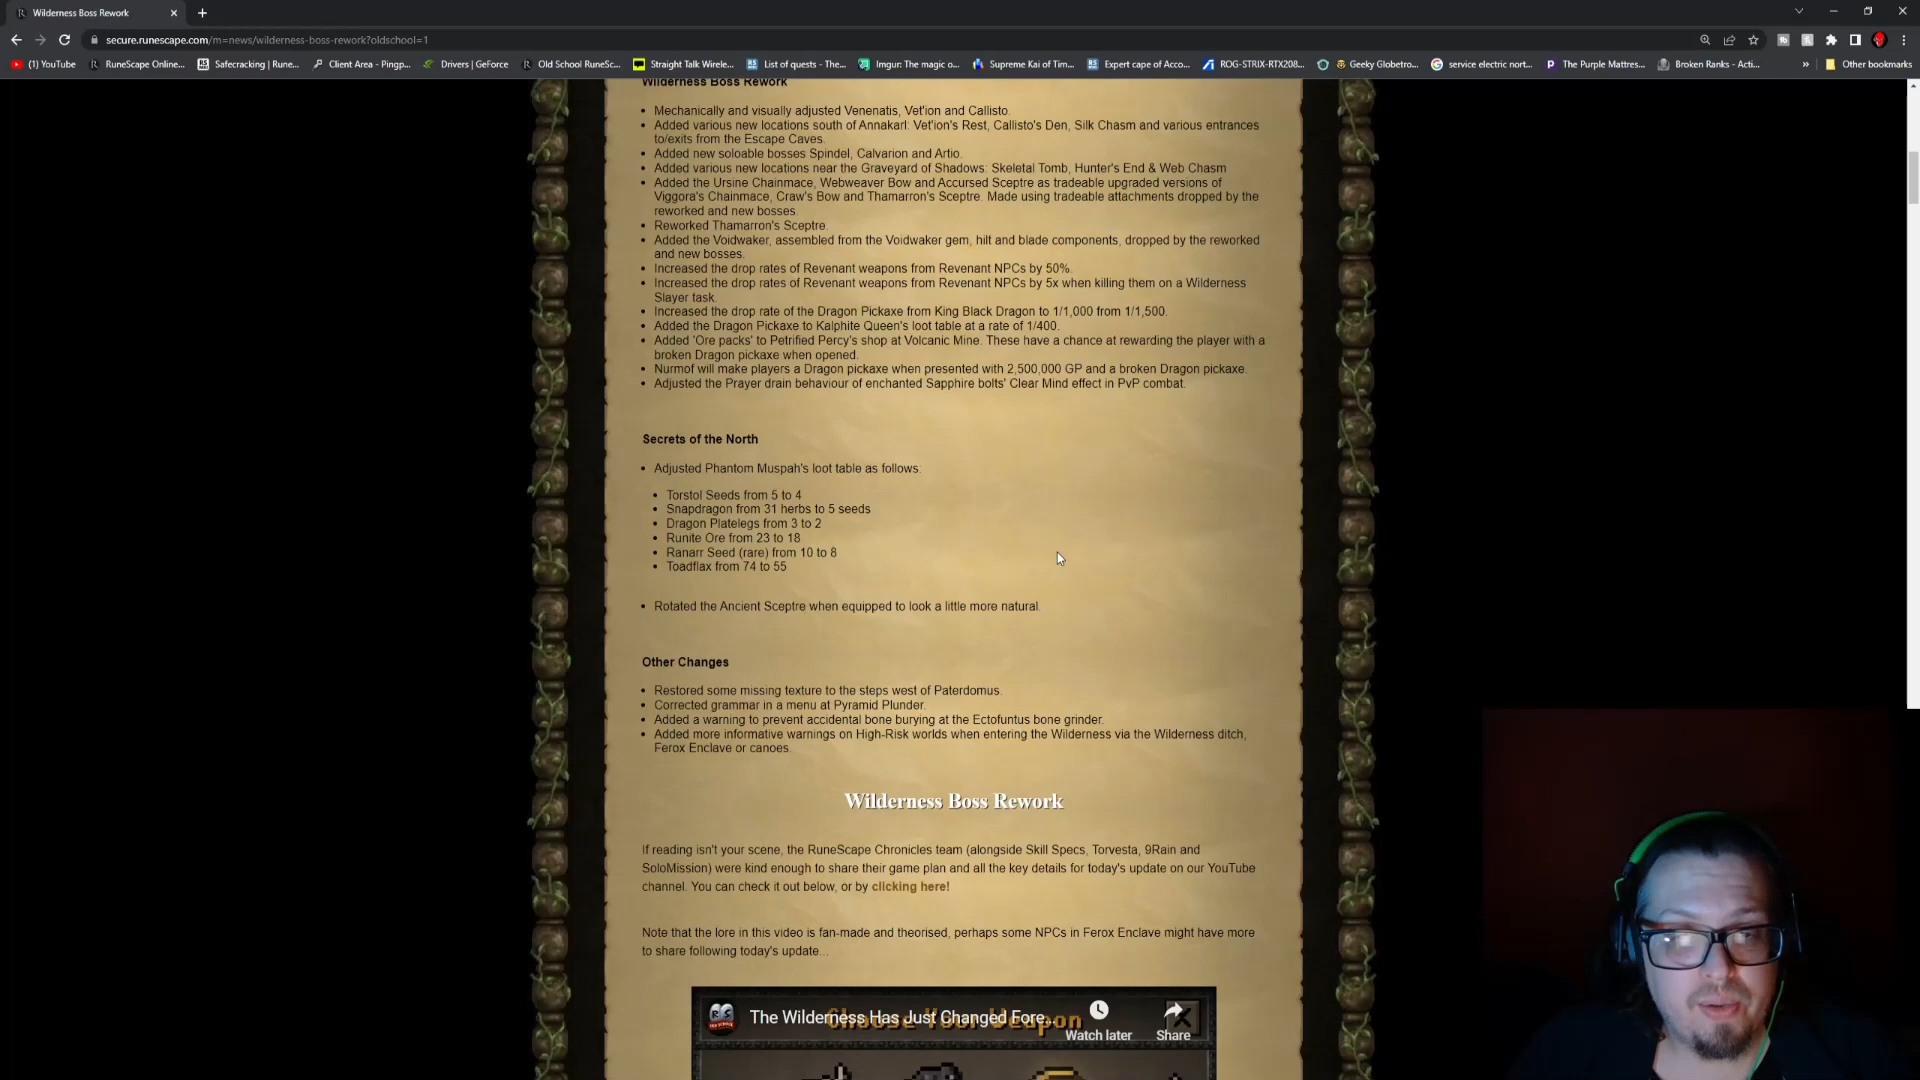 Wilderness Boss Rework
secure.runescape.com/m=news/wilderness-boss-rework?oldschool=1
(1) YouTube
RuneScape Online...
Safecracking | Rune...
Client Area - Pingp...
Drivers | GeForce
Old School RuneSc...
Straight Talk Wirele...
List of quests - The...
Imgur: The magic o...
Supreme Kai of Tim...
Expert cape of Acco...
ROG-STRIX-RTX208...
Geeky Globetro...
service electric nort...
The Purple Mattres...
Broken Ranks - Acti...
»
Other bookmarks
Wilderness Boss Rework
• Mechanically and visually adjusted Venenatis, Vet'ion and Callisto.
• Added various new locations south of Annakarl: Vet'ion's Rest, Callisto's Den, Silk Chasm and various entrances
to/exits from the Escape Caves.
• Added new soloable bosses Spindel, Calvarion and Artio.
• Added various new locations near the Graveyard of Shadows: Skeletal Tomb, Hunter's End & Web Chasm
• Added the Ursine Chainmace, Webweaver Bow and Accursed Sceptre as tradeable upgraded versions of
Viggora's Chainmace, Craw's Bow and Thamarron's Sceptre. Made using tradeable attachments dropped by the
reworked and new bosses.
• Reworked Thamarron's Sceptre.
• Added the Voidwaker, assembled from the Voidwaker gem, hilt and blade components, dropped by the reworked
and new bosses.
• Increased the drop rates of Revenant weapons from Revenant NPCs by 50%.
• Increased the drop rates of Revenant weapons from Revenant NPCs by 5x when killing them on a Wilderness
Slayer task.
• Increased the drop rate of the Dragon Pickaxe from King Black Dragon to 1/1,000 from 1/1,500.
• Added the Dragon Pickaxe to Kalphite Queen's loot table at a rate of 1/400.
• Added 'Ore packs' to Petrified Percy's shop at Volcanic Mine. These have a chance at rewarding the player with a
broken Dragon pickaxe when opened.
• Nurmof will make players a Dragon pickaxe when presented with 2,500,000 GP and a broken Dragon pickaxe.
• Adjusted the Prayer drain behaviour of enchanted Sapphire bolts' Clear Mind effect in PvP combat.
Secrets of the North
• Adjusted Phantom Muspah's loot table as follows:
• Torstol Seeds from 5 to 4
• Snapdragon from 31 herbs to 5 seeds
• Dragon Platelegs from 3 to 2
• Runite Ore from 23 to 18
• Ranarr Seed (rare) from 10 to 8
• Toadflax from 74 to 55
• Rotated the Ancient Sceptre when equipped to look a little more natural.
Other Changes
• Restored some missing texture to the steps west of Paterdomus.
• Corrected grammar in a menu at Pyramid Plunder.
• Added a warning to prevent accidental bone burying at the Ectofuntus bone grinder.
• Added more informative warnings on High-Risk worlds when entering the Wilderness via the Wilderness ditch,
Ferox Enclave or canoes.
Wilderness Boss Rework
If reading isn't your scene, the RuneScape Chronicles team (alongside Skill Specs, Torvesta, 9Rain and
SoloMission) were kind enough to share their game plan and all the key details for today's update on our YouTube
channel. You can check it out below, or by clicking here!
Note that the lore in this video is fan-made and theorised, perhaps some NPCs in Ferox Enclave might have more
to share following today's update...
The Wilderness Has Just Changed Fore...
Choose Your Weapon
Watch later
Share